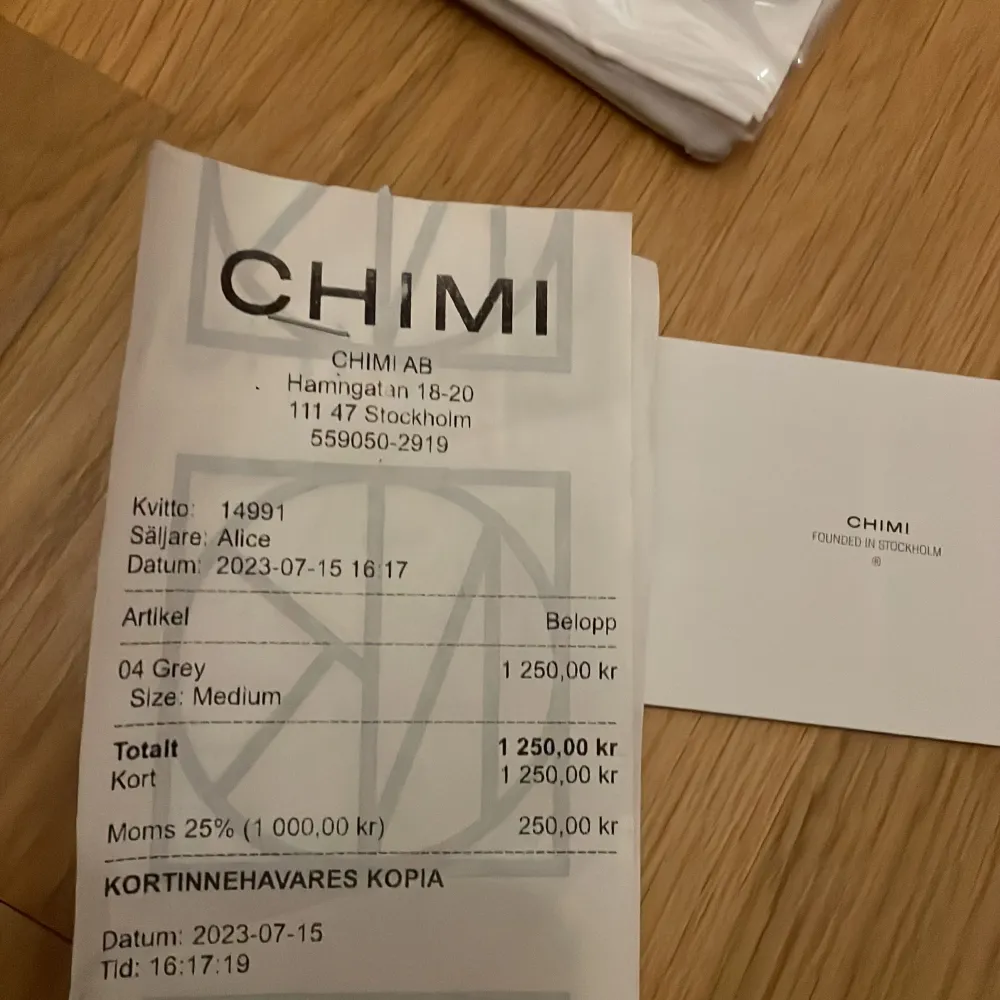 CHIMI
CHIMI AB
Hamngatan 18-20
111 47 Stockholm
559050-2919
Kvitto: 14991
Säljare: Alice
Datum: 2023-07-15 16:17
Artikel Belopp
04 Grey 1 250,00 kr
Size: Medium
Totalt 1 250,00 kr
Kort 1 250,00 kr
Moms 25% (1 000,00 kr) 250,00 kr
KORTINNEHAVARES KOPIA
Datum: 2023-07-15
Tid: 16:17:19
CHIMI
FOUNDED IN STOCKHOLM
®